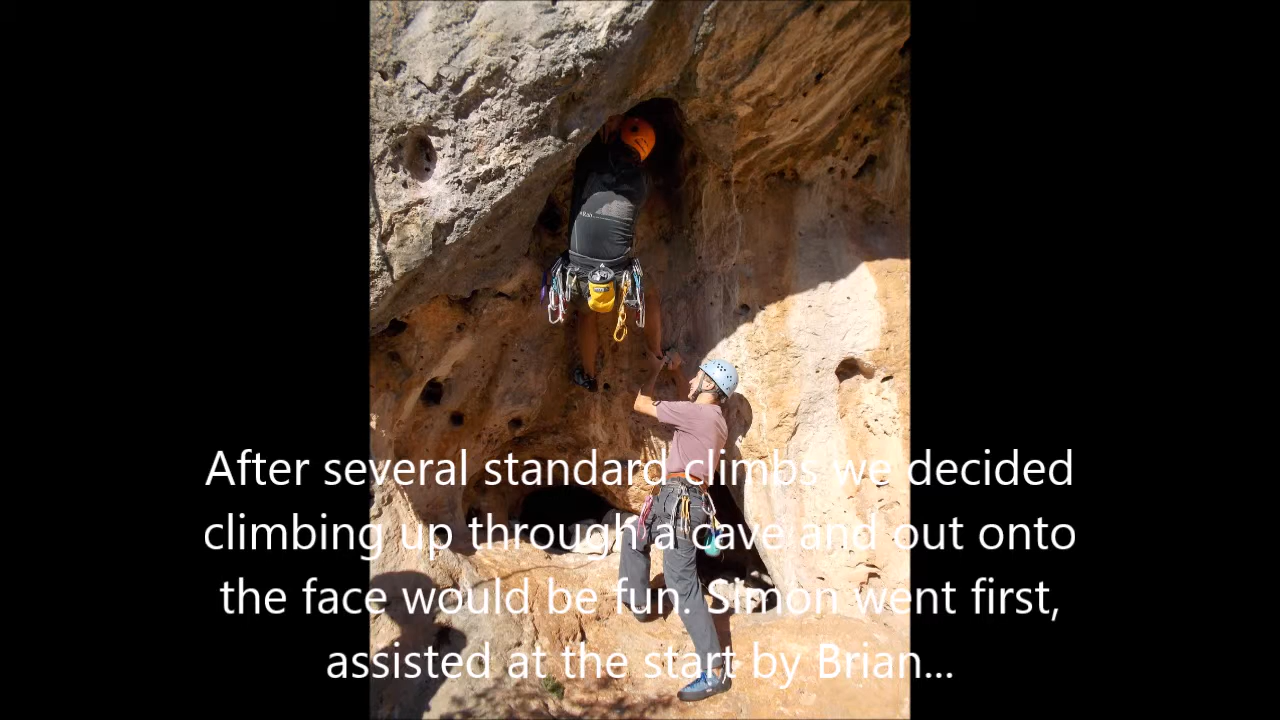 After several standard climbs we decided
climbing up through a cave and out onto
the face would be fun. Simon went first,
assisted at the start by Brian...